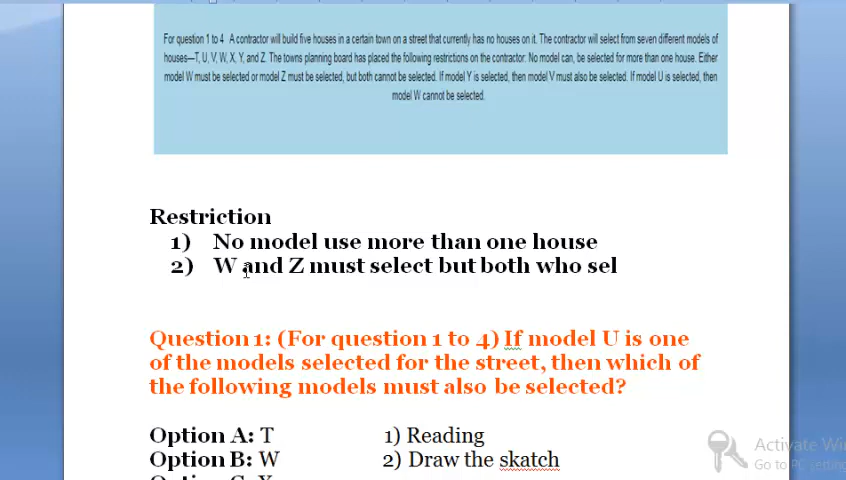 For question 1 to 4 A contractor will build five houses in a certain town on a street that currently has no houses on it. The contractor will select from seven different models of
houses—T, U, V, W, X, Y, and Z. The towns planning board has placed the following restrictions on the contractor. No model can, be selected for more than one house. Either
model W must be selected or model Z must be selected, but both cannot be selected. If model Y is selected, then model V must also be selected. If model U is selected, then
model W cannot be selected.
Restriction
1) No model use more than one house
2) W and Z must select but both who sel
Question 1: (For question 1 to 4) If model U is one
of the models selected for the street, then which of
the following models must also be selected?
Option A: T 1) Reading
Option B: W 2) Draw the skatch
Activate Win
Go to PC setting